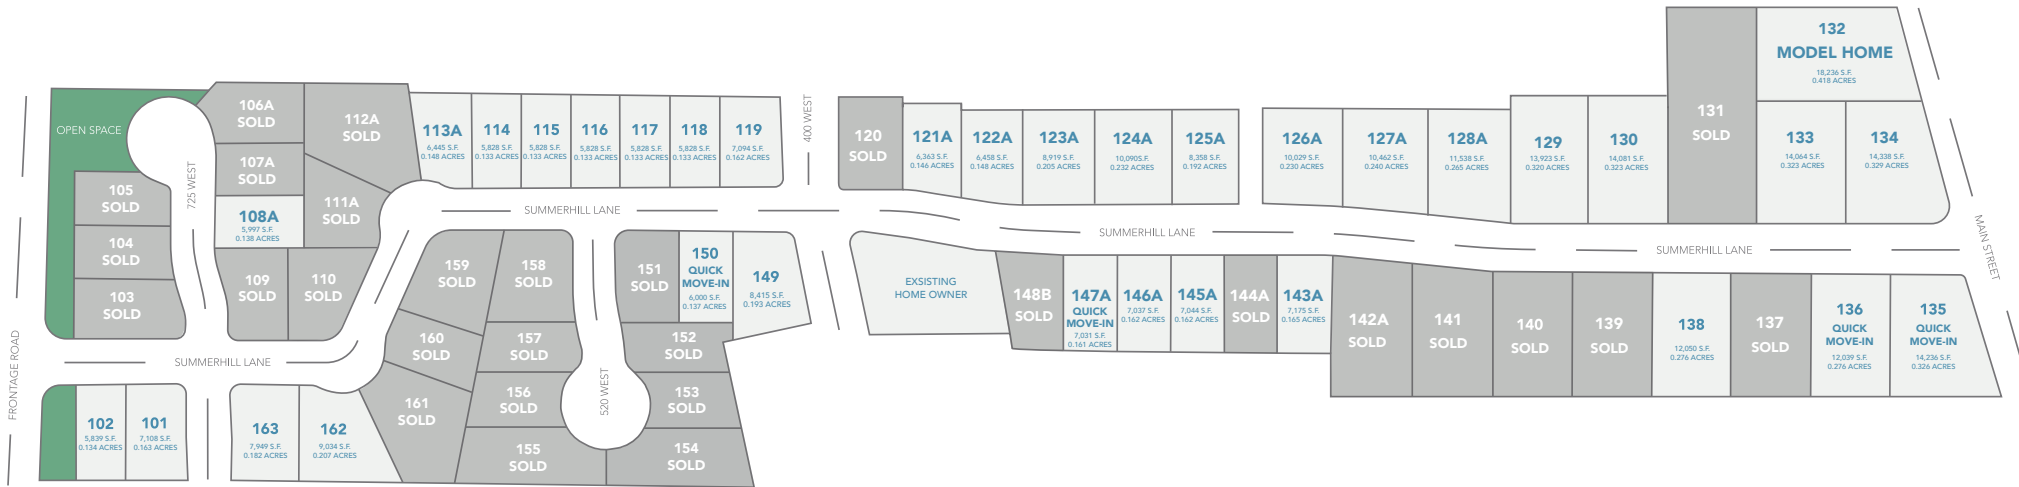 OPEN SPACE
106A
SOLD
107A
SOLD
108A
5,997 S.F.
0.138 ACRES
105
SOLD
104
SOLD
103
SOLD
725 WEST
109
SOLD
110
SOLD
111A
SOLD
112A
SOLD
113A
6,445 S.F.
0.148 ACRES
114
5,828 S.F.
0.133 ACRES
115
5,828 S.F.
0.133 ACRES
116
5,828 S.F.
0.133 ACRES
117
5,828 S.F.
0.133 ACRES
118
5,828 S.F.
0.133 ACRES
119
7,094 S.F.
0.162 ACRES
400 WEST
120
SOLD
121A
6,363 S.F.
0.146 ACRES
122A
6,458 S.F.
0.148 ACRES
123A
8,919 S.F.
0.205 ACRES
124A
10,090S.F.
0.232 ACRES
125A
8,358 S.F.
0.192 ACRES
126A
10,029 S.F.
0.230 ACRES
127A
10,462 S.F.
0.240 ACRES
128A
11,538 S.F.
0.265 ACRES
129
13,923 S.F.
0.320 ACRES
130
14,081 S.F.
0.323 ACRES
131
SOLD
132
MODEL HOME
18,236 S.F.
0.418 ACRES
133
14,064 S.F.
0.323 ACRES
134
14,338 S.F.
0.329 ACRES
MAIN STREET
SUMMERHILL LANE
SUMMERHILL LANE
SUMMERHILL LANE
159
SOLD
158
SOLD
151
SOLD
150
QUICK
MOVE-IN
6,000 S.F.
0.137 ACRES
149
8,415 S.F.
0.193 ACRES
EXSISTING
HOME OWNER
148B
SOLD
147A
QUICK
MOVE-IN
7,031 S.F.
0.161 ACRES
146A
7,037 S.F.
0.162 ACRES
145A
7,044 S.F.
0.162 ACRES
144A
SOLD
143A
7,175 S.F.
0.165 ACRES
142A
SOLD
141
SOLD
140
SOLD
139
SOLD
138
12,050 S.F.
0.276 ACRES
137
SOLD
136
QUICK
MOVE-IN
12,039 S.F.
0.276 ACRES
135
QUICK
MOVE-IN
14,236 S.F.
0.326 ACRES
FRONTAGE ROAD
SUMMERHILL LANE
160
SOLD
157
SOLD
152
SOLD
161
SOLD
156
SOLD
520 WEST
153
SOLD
155
SOLD
154
SOLD
102
5,839 S.F.
0.134 ACRES
101
7,108 S.F.
0.163 ACRES
163
7,949 S.F.
0.182 ACRES
162
9,034 S.F.
0.207 ACRES